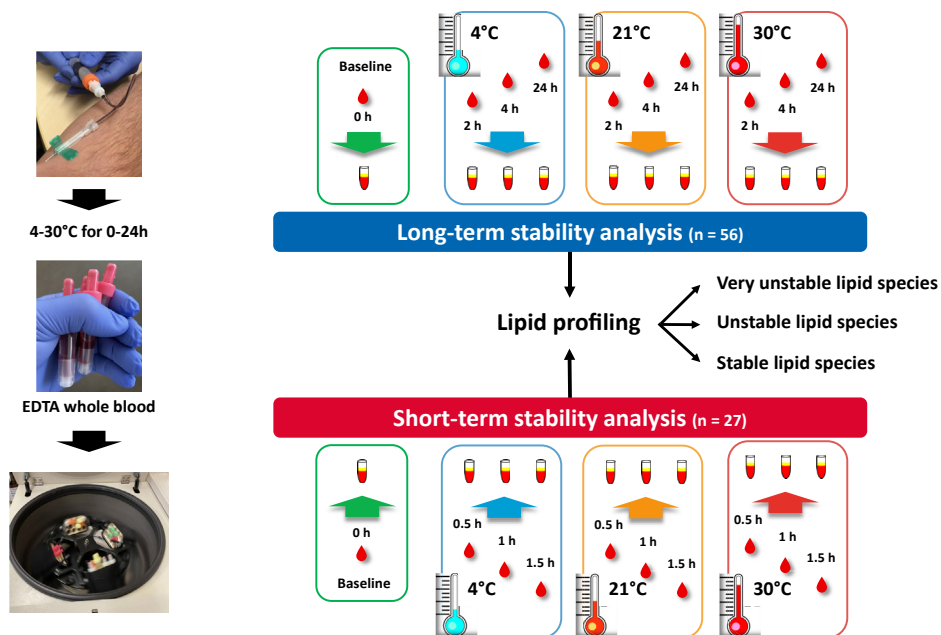 4-30°C for 0-24h
EDTA whole blood
Baseline
0 h
4°C
2 h
4 h
24 h
21°C
2 h
4 h
24 h
30°C
2 h
4 h
24 h
Long-term stability analysis (n = 56)
Lipid profiling
Very unstable lipid species
Unstable lipid species
Stable lipid species
Short-term stability analysis (n = 27)
0 h
Baseline
0.5 h
1 h
1.5 h
4°C
0.5 h
1 h
1.5 h
21°C
0.5 h
1 h
1.5 h
30°C